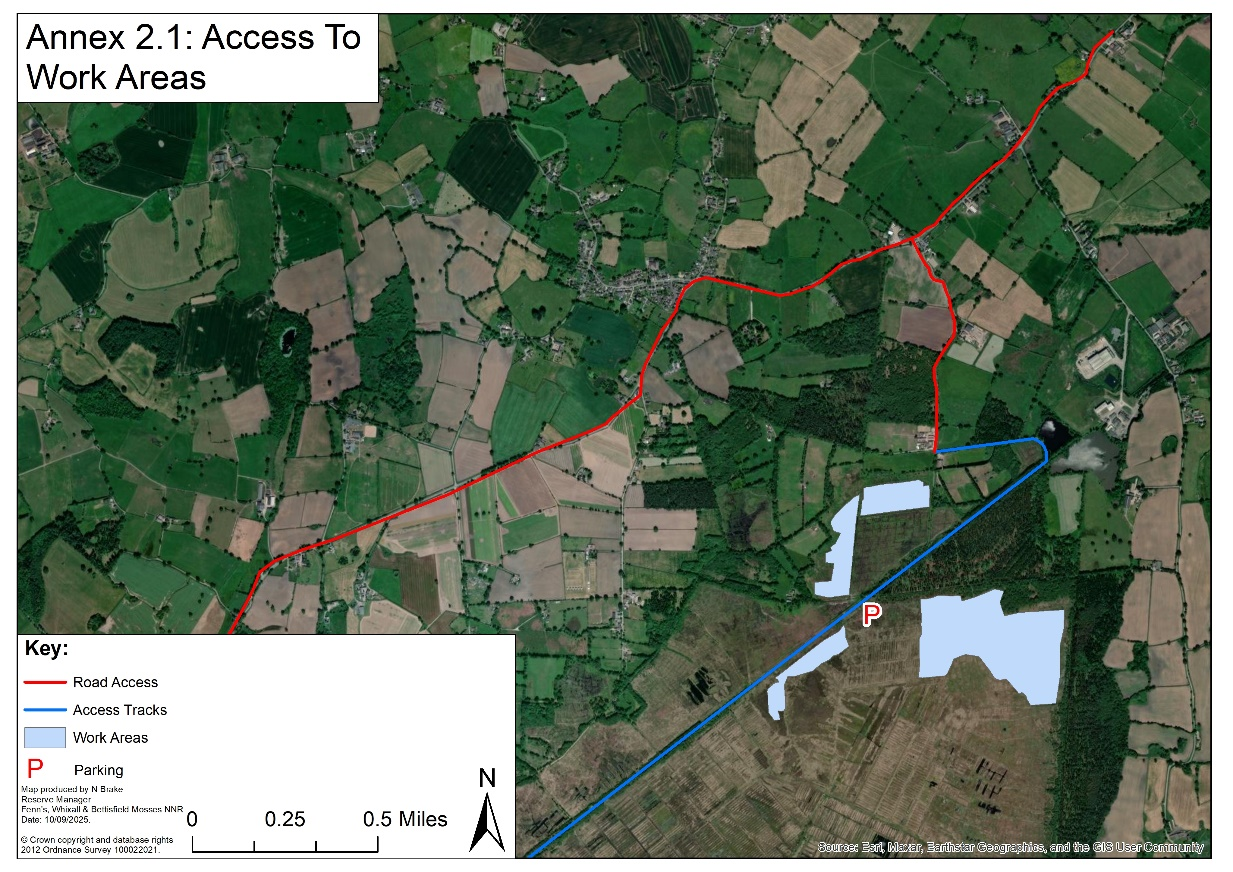 Annex 2.1: Access To
Work Areas
P
Key:
Road Access
Access Tracks
Work Areas
P Parking
Map produced by N Brake
Reserve Manager
Fenn's, Whixall & Bettisfield Mosses NNR
Date: 10/09/2025.
© Crown copyright and database rights
2012 Ordnance Survey 100022021.
0 0.25 0.5 Miles
N
Source: Esri, Maxar, Earthstar Geographics, and the GIS User Community